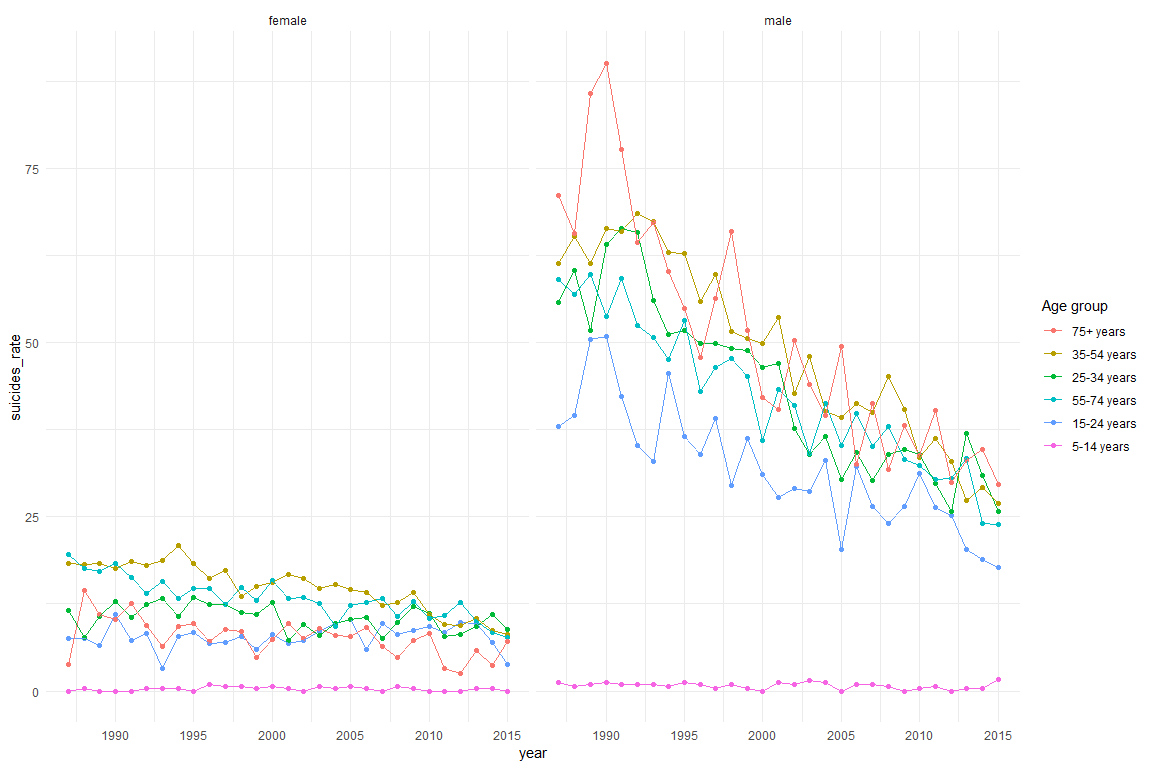 female
male
75
50
25
0
suicides_rate
1990
1995
2000
2005
2010
2015
1990
1995
2000
2005
2010
2015
year
Age group
75+ years
35-54 years
25-34 years
55-74 years
15-24 years
5-14 years